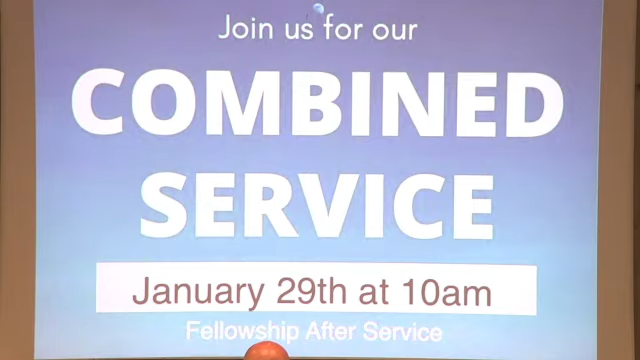 Join us for our
COMBINED
SERVICE
January 29th at 10am
Fellowship After Service